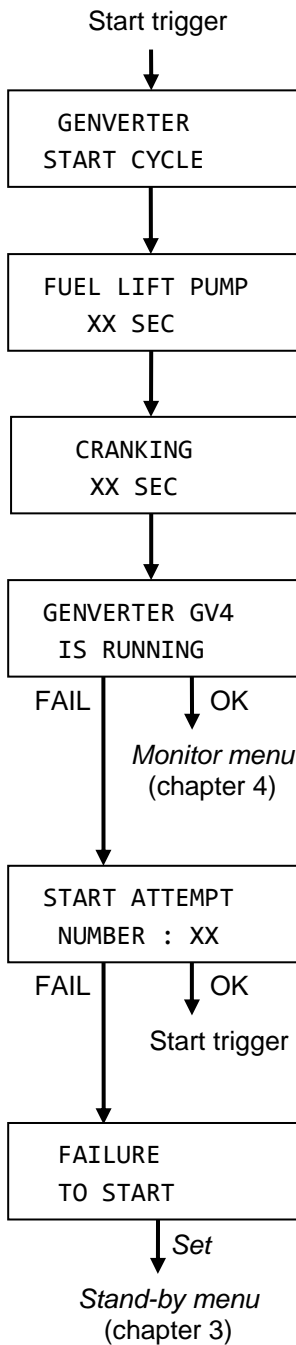 Start trigger
GENVERTER
START CYCLE
FUEL LIFT PUMP
XX SEC
CRANKING
XX SEC
GENVERTER GV4
IS RUNNING
FAIL
OK
Monitor menu
(chapter 4)
START ATTEMPT
NUMBER : XX
FAIL
OK
Start trigger
FAILURE
TO START
Set
Stand-by menu
(chapter 3)